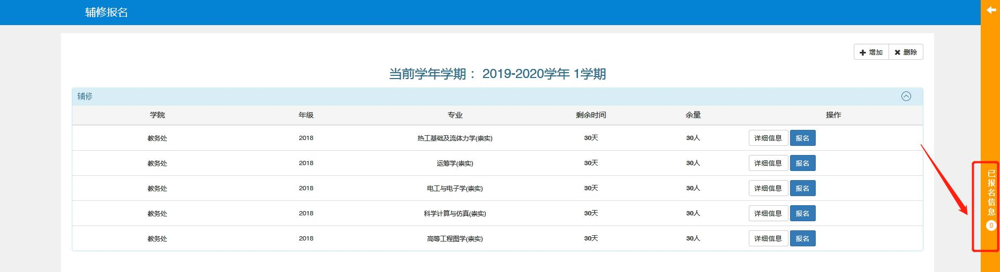 辅修报名
增加 删除
当前学年学期： 2019-2020学年 1学期
辅修
学院 年级 专业 剩余时间 余量 操作
教务处 2018 热工基础及流体力学(崇实) 30天 30人 详细信息 报名
教务处 2018 运筹学(崇实) 30天 30人 详细信息 报名
教务处 2018 电工与电子学(崇实) 30天 30人 详细信息 报名
教务处 2018 科学计算与仿真(崇实) 30天 30人 详细信息 报名
教务处 2018 高等工程图学(崇实) 30天 30人 详细信息 报名
已报名信息 0